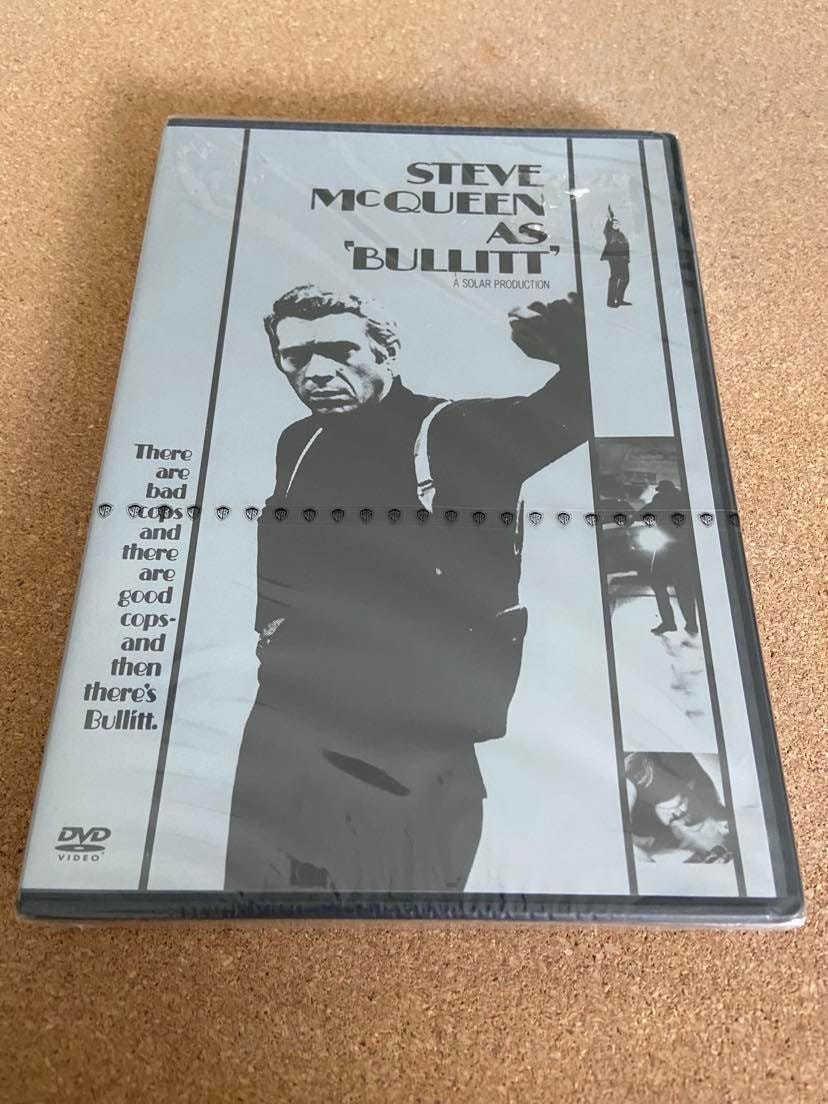 STEVE
McQUEEN
AS
'BULLITT'
A SOLAR PRODUCTION
There
are
bad
cops
and
there
are
good
cops-
and
then
there's
Bullitt.
DVD
VIDEO™